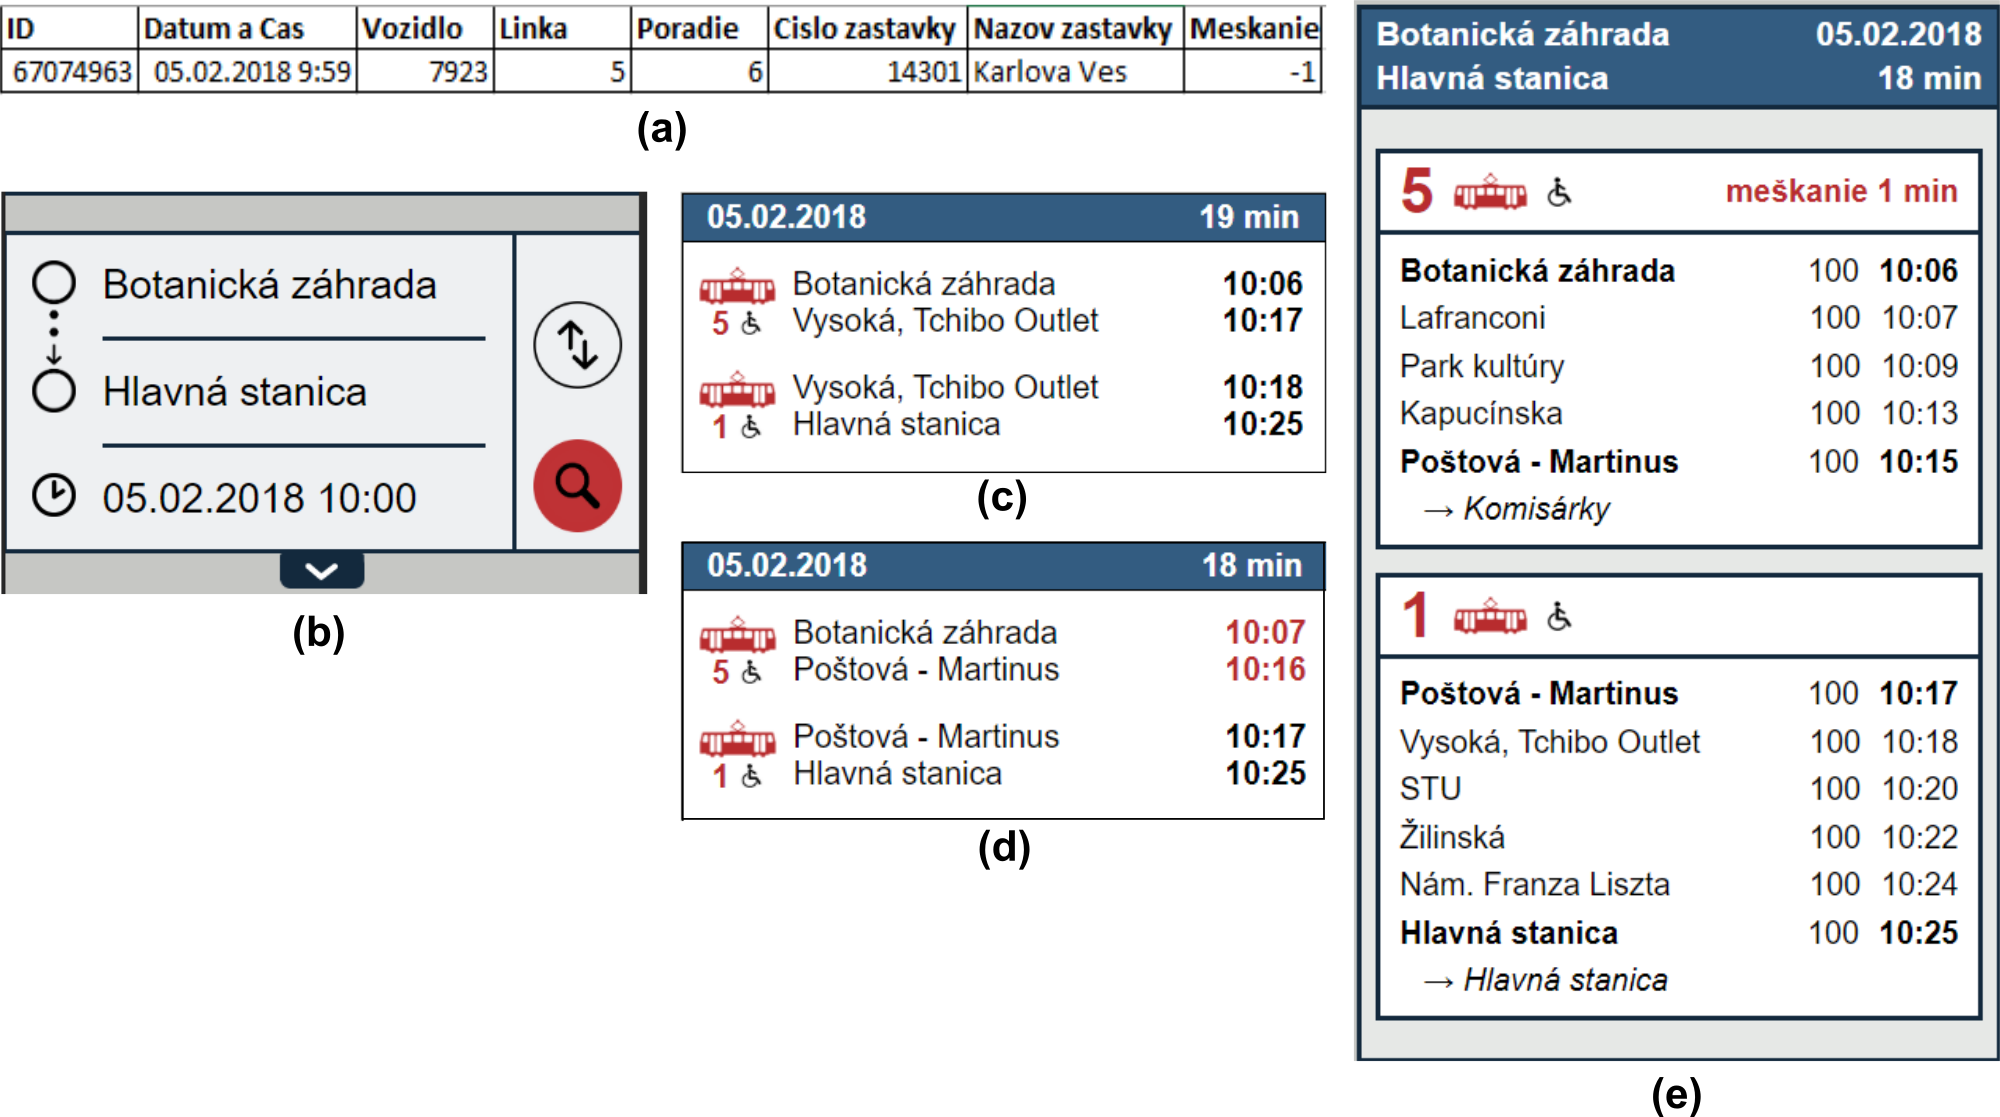 ID Datum a Cas Vozidlo Linka Poradie Cislo zastavky Nazov zastavky Meskanie
67074963 05.02.2018 9:59 7923 5 6 14301 Karlova Ves -1
(a)
Botanická záhrada
Hlavná stanica
05.02.2018 10:00
(b)
05.02.2018 19 min
Botanická záhrada 10:06
5 Vysoká, Tchibo Outlet 10:17
Vysoká, Tchibo Outlet 10:18
1 Hlavná stanica 10:25
(c)
05.02.2018 18 min
Botanická záhrada 10:07
5 Poštová - Martinus 10:16
Poštová - Martinus 10:17
1 Hlavná stanica 10:25
(d)
Botanická záhrada 05.02.2018
Hlavná stanica 18 min
5 meškanie 1 min
Botanická záhrada 100 10:06
Lafranconi 100 10:07
Park kultúry 100 10:09
Kapucínska 100 10:13
Poštová - Martinus 100 10:15
→ Komisárky
1
Poštová - Martinus 100 10:17
Vysoká, Tchibo Outlet 100 10:18
STU 100 10:20
Žilinská 100 10:22
Nám. Franza Liszta 100 10:24
Hlavná stanica 100 10:25
→ Hlavná stanica
(e)